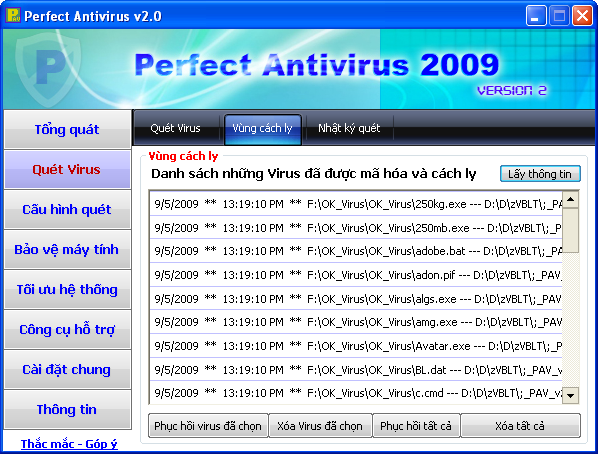 Perfect Antivirus v2.0
Perfect Antivirus 2009
VERSION 2
Tổng quát
Quét Virus
Cấu hình quét
Bảo vệ máy tính
Tối ưu hệ thống
Công cụ hỗ trợ
Cài đặt chung
Thông tin
Thắc mắc - Góp ý
Quét Virus
Vùng cách ly
Nhật ký quét
Vùng cách ly
Danh sách những Virus đã được mã hóa và cách ly
Lấy thông tin
9/5/2009 ** 13:19:10 PM ** F:\OK_Virus\OK_Virus\250kg.exe --- D:\D\zVBLT\;_PAV
9/5/2009 ** 13:19:10 PM ** F:\OK_Virus\OK_Virus\250mb.exe --- D:\D\zVBLT\;_PA
9/5/2009 ** 13:19:10 PM ** F:\OK_Virus\OK_Virus\adobe.bat --- D:\D\zVBLT\;_PA
9/5/2009 ** 13:19:10 PM ** F:\OK_Virus\OK_Virus\adon.pif --- D:\D\zVBLT\;_PAV_
9/5/2009 ** 13:19:10 PM ** F:\OK_Virus\OK_Virus\algs.exe --- D:\D\zVBLT\;_PAV_
9/5/2009 ** 13:19:10 PM ** F:\OK_Virus\OK_Virus\amg.exe --- D:\D\zVBLT\;_PAV_
9/5/2009 ** 13:19:10 PM ** F:\OK_Virus\OK_Virus\Avatar.exe --- D:\D\zVBLT\;_PA
9/5/2009 ** 13:19:10 PM ** F:\OK_Virus\OK_Virus\BL.dat --- D:\D\zVBLT\;_PAV_v
9/5/2009 ** 13:19:10 PM ** F:\OK_Virus\OK_Virus\c.cmd --- D:\D\zVBLT\;_PAV_v2
Phục hồi virus đã chọn
Xóa Virus đã chọn
Phục hồi tất cả
Xóa tất cả